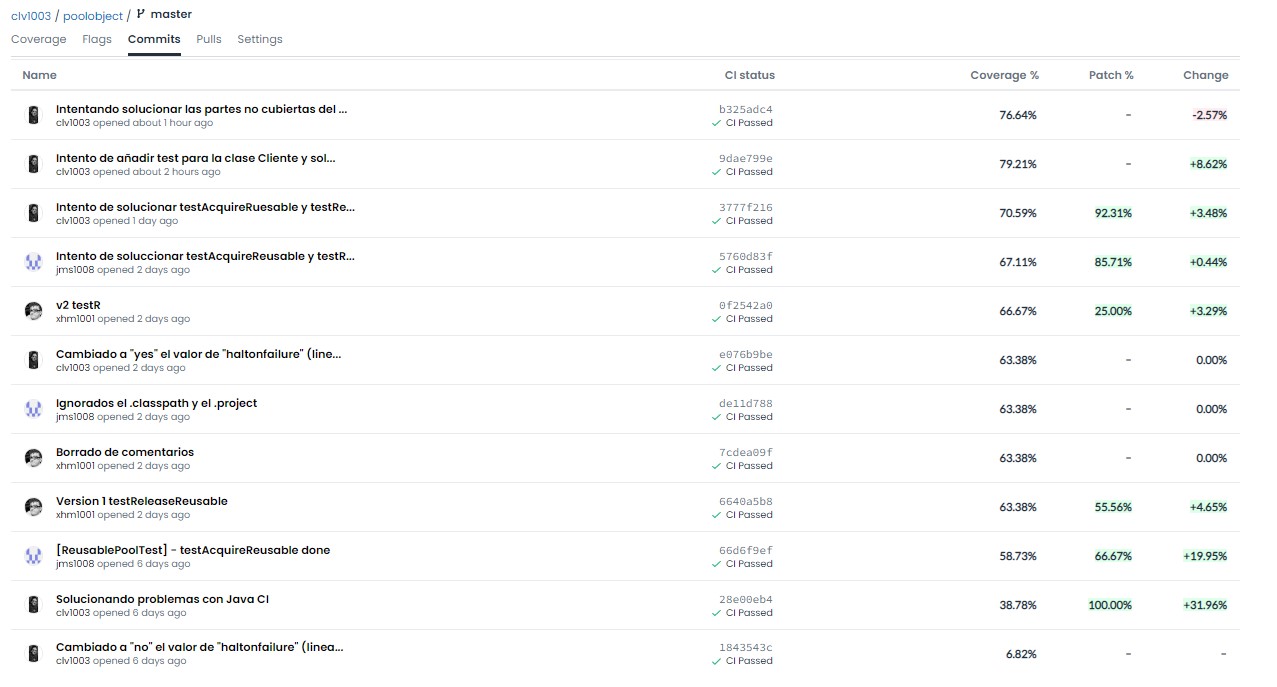 clv1003 / poolobject / master
Coverage Flags Commits Pulls Settings
Name CI status Coverage % Patch % Change
Intentando solucionar las partes no cubiertas del ... b325adc4
clv1003 opened about 1 hour ago CI Passed 76.64% - -2.57%
Intento de añadir test para la clase Cliente y sol... 9dae799e
clv1003 opened about 2 hours ago CI Passed 79.21% - +8.62%
Intento de solucionar testAcquireRuesable y testRe... 3777f216
clv1003 opened 1 day ago CI Passed 70.59% 92.31% +3.48%
Intento de soluccionar testAcquireReusable y testR... 5760d83f
jms1008 opened 2 days ago CI Passed 67.11% 85.71% +0.44%
v2 testR 0f2542a0
xhm1001 opened 2 days ago CI Passed 66.67% 25.00% +3.29%
Cambiado a "yes" el valor de "haltonfailure" (line... e076b9be
clv1003 opened 2 days ago CI Passed 63.38% - 0.00%
Ignorados el .classpath y el .project de11d788
jms1008 opened 2 days ago CI Passed 63.38% - 0.00%
Borrado de comentarios 7cdea09f
xhm1001 opened 2 days ago CI Passed 63.38% - 0.00%
Version 1 testReleaseReusable 6640a5b8
xhm1001 opened 2 days ago CI Passed 63.38% 55.56% +4.65%
[ReusablePoolTest] - testAcquireReusable done 66d6f9ef
jms1008 opened 6 days ago CI Passed 58.73% 66.67% +19.95%
Solucionando problemas con Java CI 28e00eb4
clv1003 opened 6 days ago CI Passed 38.78% 100.00% +31.96%
Cambiado a "no" el valor de "haltonfailure" (linea... 1843543c
clv1003 opened 6 days ago CI Passed 6.82% - -